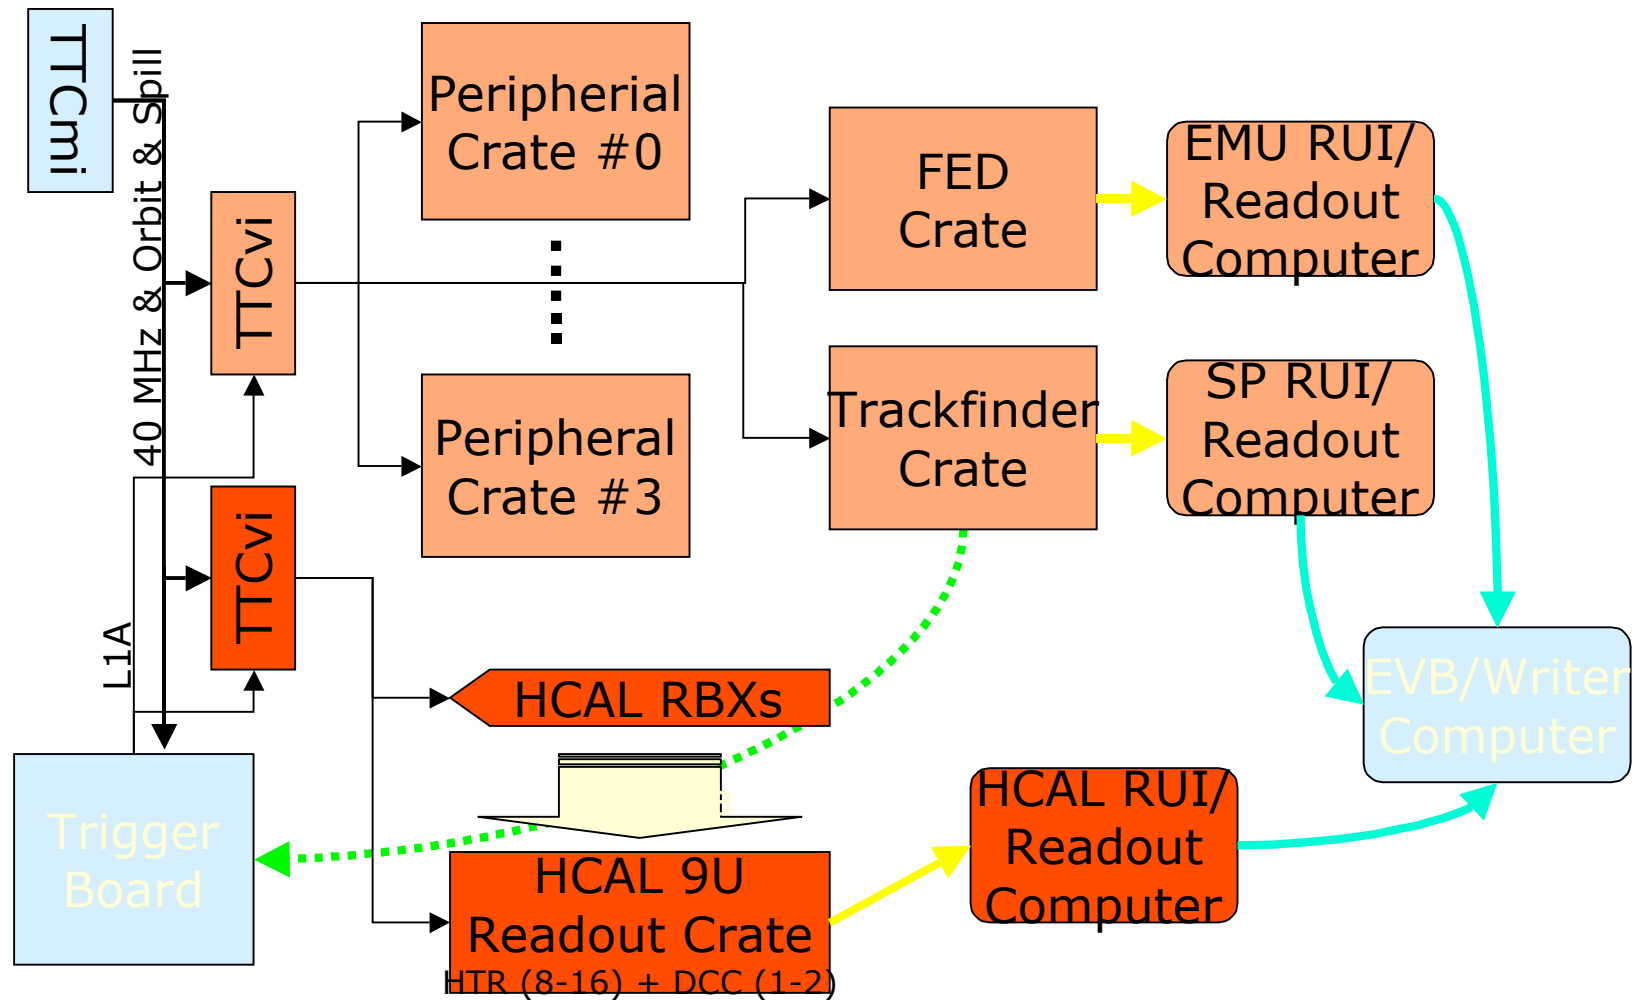 TTCmi
40 MHz & Orbit & Spill
Peripherial
Crate #0
FED
Crate
EMU RUI/
Readout
Computer
TTCvi
Peripheral
Crate #3
Trackfinder
Crate
SP RUI/
Readout
Computer
TTCvi
L1A
HCAL RBXs
EVB/Writer
Computer
Trigger
Board
HCAL 9U
Readout Crate
HTR (8-16) + DCC (1-2)
HCAL RUI/
Readout
Computer